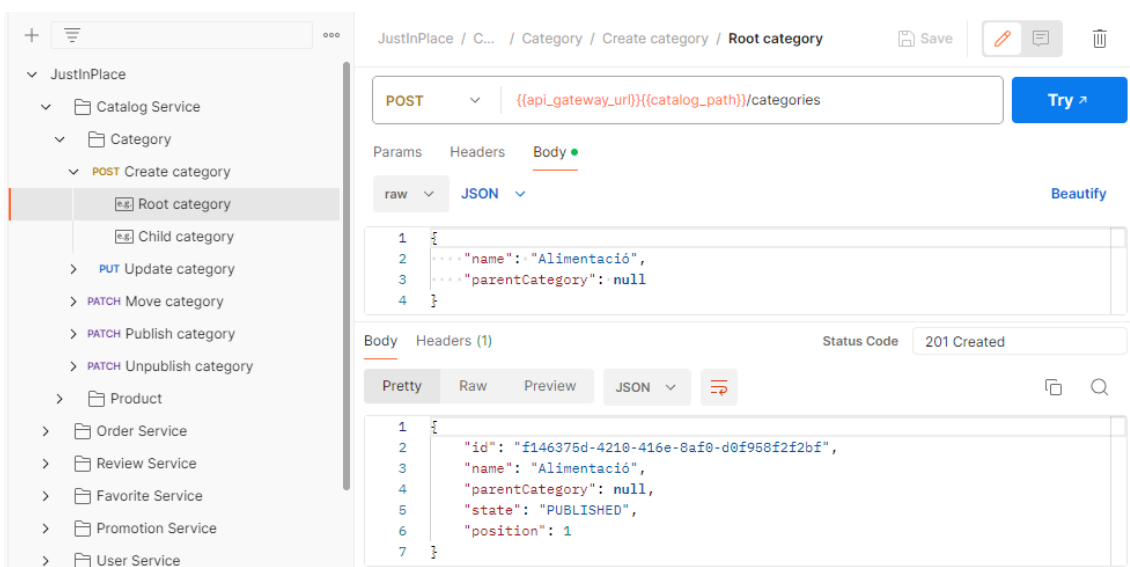 JustInPlace
Catalog Service
Category
POST Create category
e.g. Root category
e.g. Child category
PUT Update category
PATCH Move category
PATCH Publish category
PATCH Unpublish category
Product
Order Service
Review Service
Favorite Service
Promotion Service
User Service
JustInPlace / C... / Category / Create category / Root category
Save
POST {{api_gateway_url}}{{catalog_path}}/categories
Try
Params Headers Body
raw JSON Beautify
1 {
2 ····"name":·"Alimentació",
3 ····"parentCategory":·null
4 }
Body Headers (1) Status Code 201 Created
Pretty Raw Preview JSON
1 {
2 "id": "f146375d-4210-416e-8af0-d0f958f2f2bf",
3 "name": "Alimentació",
4 "parentCategory": null,
5 "state": "PUBLISHED",
6 "position": 1
7 }